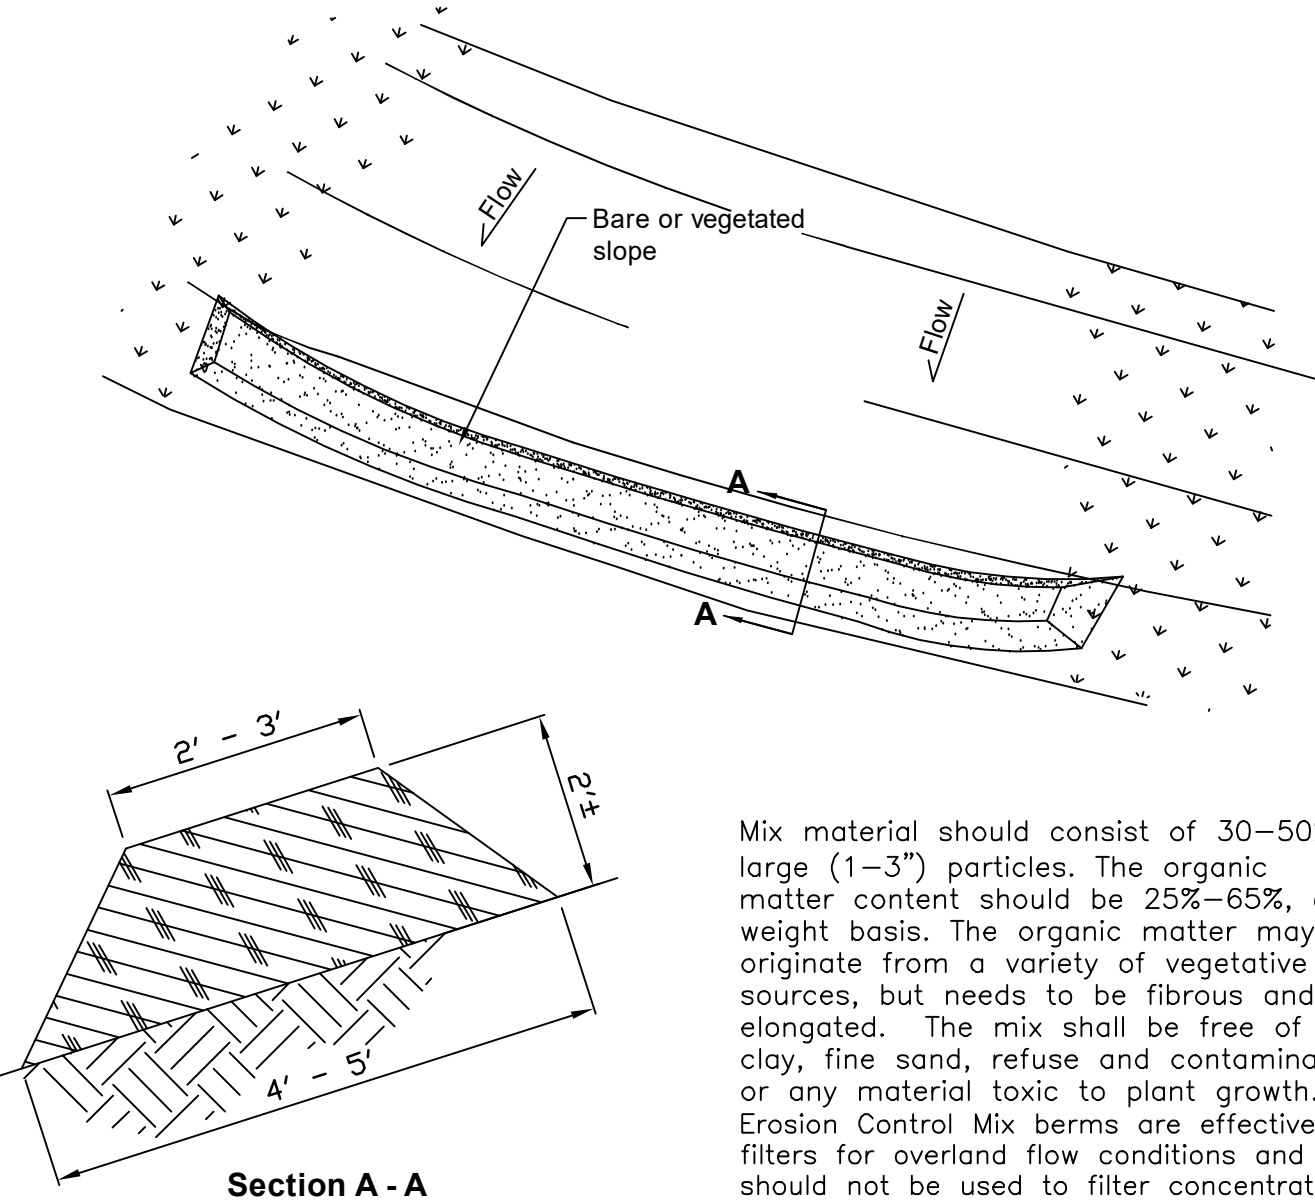 Flow
Bare or vegetated
slope
Flow
A
A
2' - 3'
2'±
4' - 5'
Section A - A
Mix material should consist of 30-50
large (1-3") particles. The organic
matter content should be 25%-65%,
weight basis. The organic matter may
originate from a variety of vegetative
sources, but needs to be fibrous and
elongated. The mix shall be free of
clay, fine sand, refuse and contamina
or any material toxic to plant growth.
Erosion Control Mix berms are effective
filters for overland flow conditions and
should not be used to filter concentrat